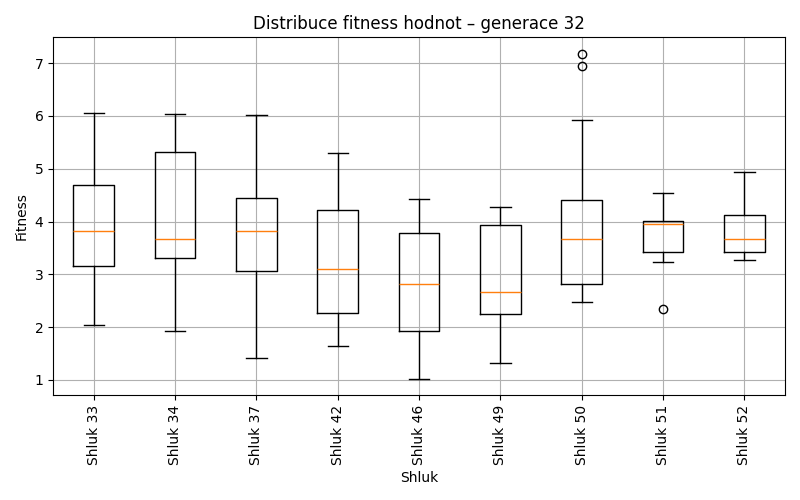 Distribuce fitness hodnot – generace 32
Fitness
7
6
5
4
3
2
1
Shluk 33
Shluk 34
Shluk 37
Shluk 42
Shluk 46
Shluk 49
Shluk 50
Shluk 51
Shluk 52
Shluk